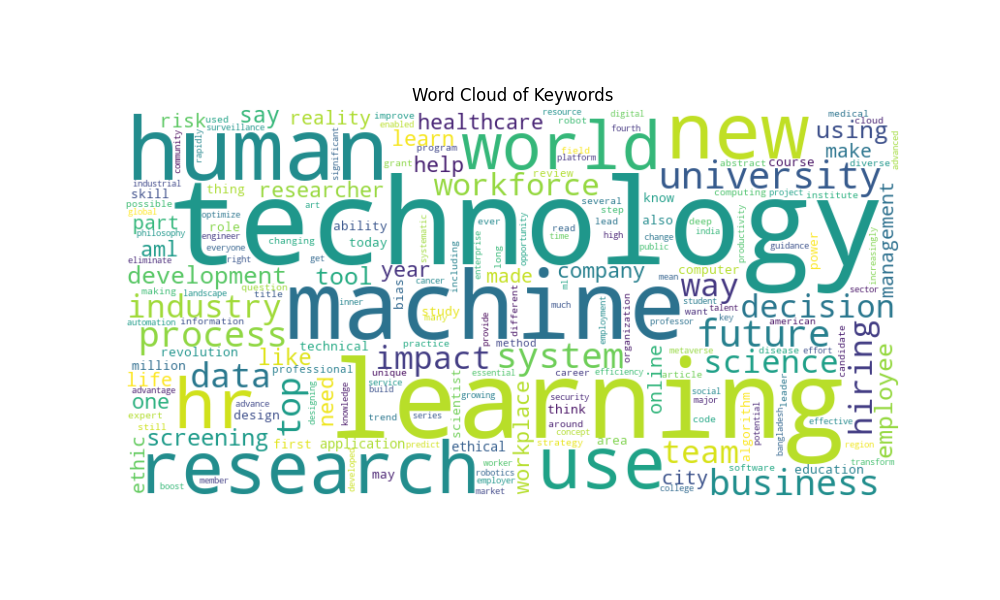 Word Cloud of Keywords
human
technology
machine
learning
research
world
new
use
hr
university
workforce
risk
used
surveillance
say
community
rapidly
reality
significant
improve
enabled
healthcare
learn
program
grant
help
resource
robot
fourth
field
platform
review
digital
medical
cloud
using
make
diverse
advanced
abstract
course
industrial
skill
possible
thing
researcher
global
part
role
optimize
art
philosophy
engineer
changing
ability
today
everyone
right
get
aml
eliminate
several
step
ever
read
time
lead
high
know
also
public
change
computing
project
institute
deep
india
productivity
guidance
power
management
increasingly
systematic
including
enterprise
long
opportunity
development
tool
year
made
company
computer
way
sector
making
landscape
question
title
inner
bias
cancer
study
many
much
mean
student
want
talent
decision
industry
process
automation
information
revolution
technical
practice
method
provide
different
ml
employment
organization
professor
key
american
future
candidate
hiring
employee
million
life
advantage
one
expert
still
data
like
professional
advance
design
top
designing
need
knowledge
impact
unique
service
build
trend
system
essential
growing
series
career
efficiency
security
think
around
concept
strategy
area
online
metaverse
disease
effort
article
science
social
major
code
algorithm
potential
bangladesh
leader
effective
region
transform
ethic
screening
first
application
predict
developed
scientist
ethical
workplace
team
education
software
boost
member
may
worker
robotics
employer
market
city
college
business